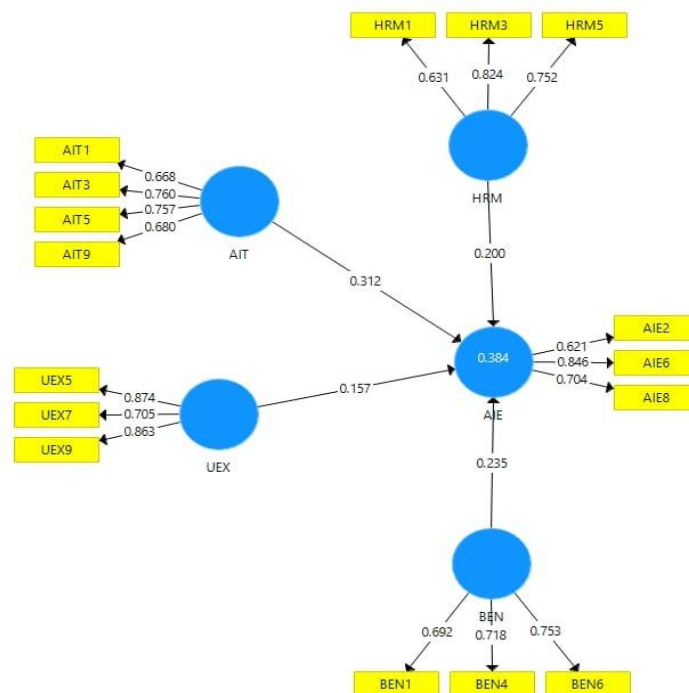 HRM1 HRM3 HRM5
0.631 0.824 0.752
HRM
AIT1
AIT3
AIT5
AIT9
0.668
0.760
0.757
0.680
AIT
0.200
0.312
AIE2
AIE6
AIE8
0.621
0.846
0.704
0.384
AIE
UEX5
UEX7
UEX9
0.874
0.705
0.863
UEX
0.157
0.235
BEN
0.692 0.718 0.753
BEN1 BEN4 BEN6